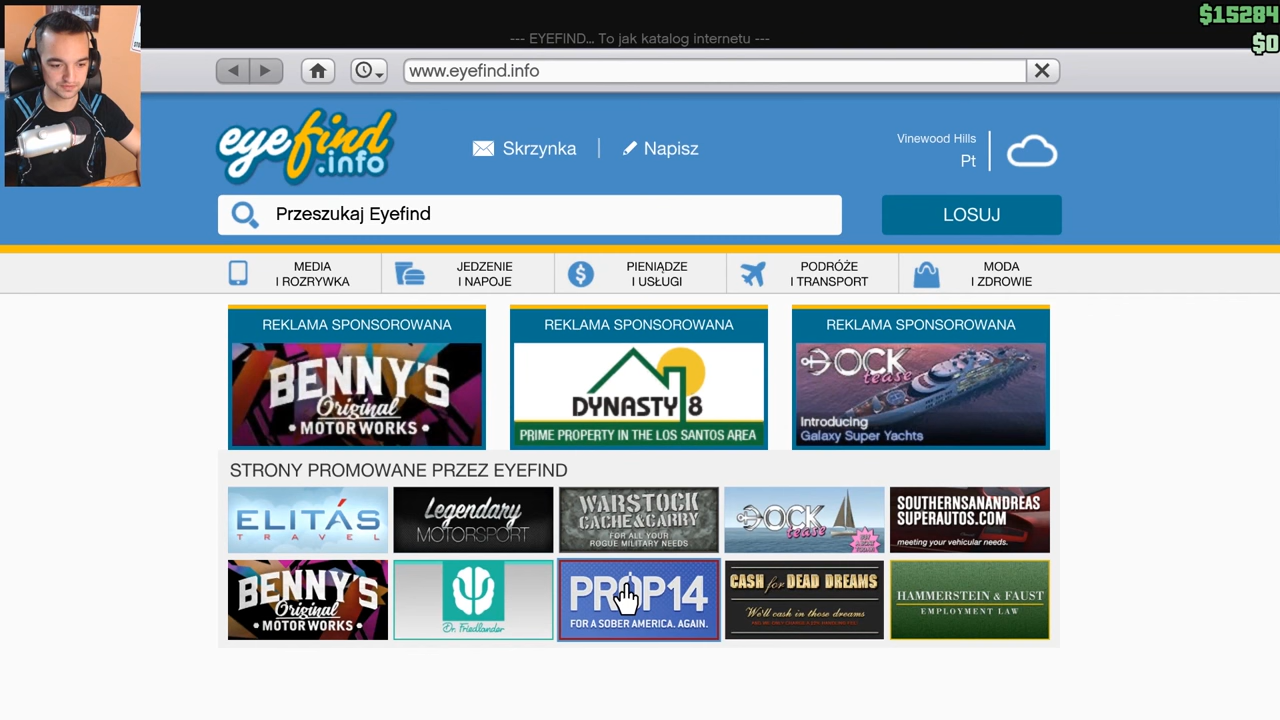 $15284
--- EYEFIND... To jak katalog internetu ---
$0
www.eyefind.info
eyefind
.info
Skrzynka
Napisz
Vinewood Hills
Pt
Przeszukaj Eyefind
LOSUJ
MEDIA
I ROZRYWKA
JEDZENIE
I NAPOJE
PIENIĄDZE
I USŁUGI
PODRÓŻE
I TRANSPORT
MODA
I ZDROWIE
REKLAMA SPONSOROWANA
REKLAMA SPONSOROWANA
REKLAMA SPONSOROWANA
BENNY'S
Original
• MOTOR WORKS •
DYNASTY 8
PRIME PROPERTY IN THE LOS SANTOS AREA
DOCK
tease
Introducing
Galaxy Super Yachts
STRONY PROMOWANE PRZEZ EYEFIND
ELITÁS
TRAVEL
Legendary
MOTORSPORT
WARSTOCK
CACHE & CARRY
FOR ALL YOUR
ROGUE MILITARY NEEDS
DOCK
tease
SOUTHERNSANANDREAS
SUPERAUTOS.COM
meeting your vehicular needs.
BENNY'S
Original
• MOTOR WORKS •
Dr. Friedlander
PROP14
FOR A SOBER AMERICA. AGAIN.
CASH for DEAD DREAMS
We'll cash in those dreams
HAMMERSTEIN & FAUST
EMPLOYMENT LAW